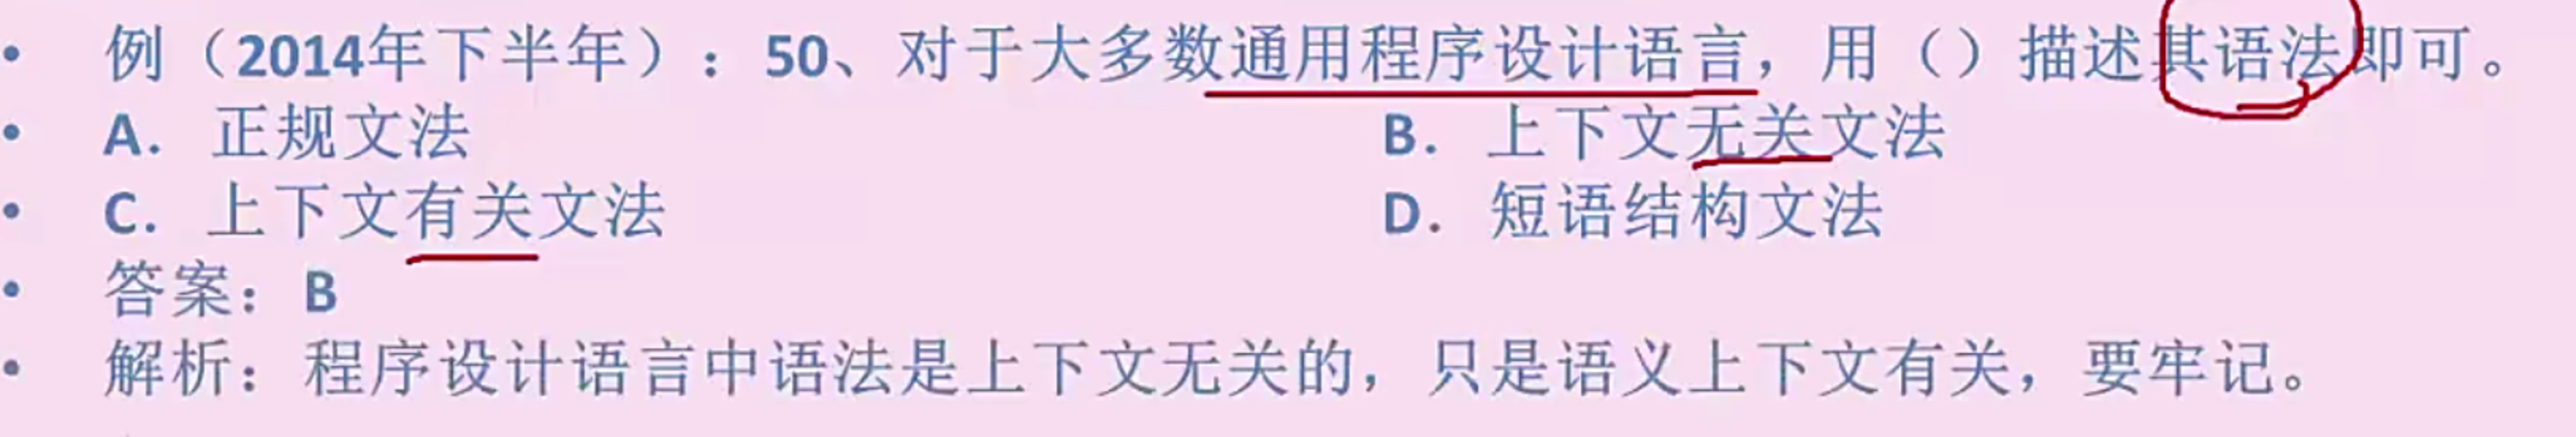 • 例（2014年下半年）：50、对于大多数通用程序设计语言，用（）描述其语法即可。
• A. 正规文法 B. 上下文无关文法
• C. 上下文有关文法 D. 短语结构文法
• 答案：B
• 解析：程序设计语言中语法是上下文无关的，只是语义上下文有关，要牢记。